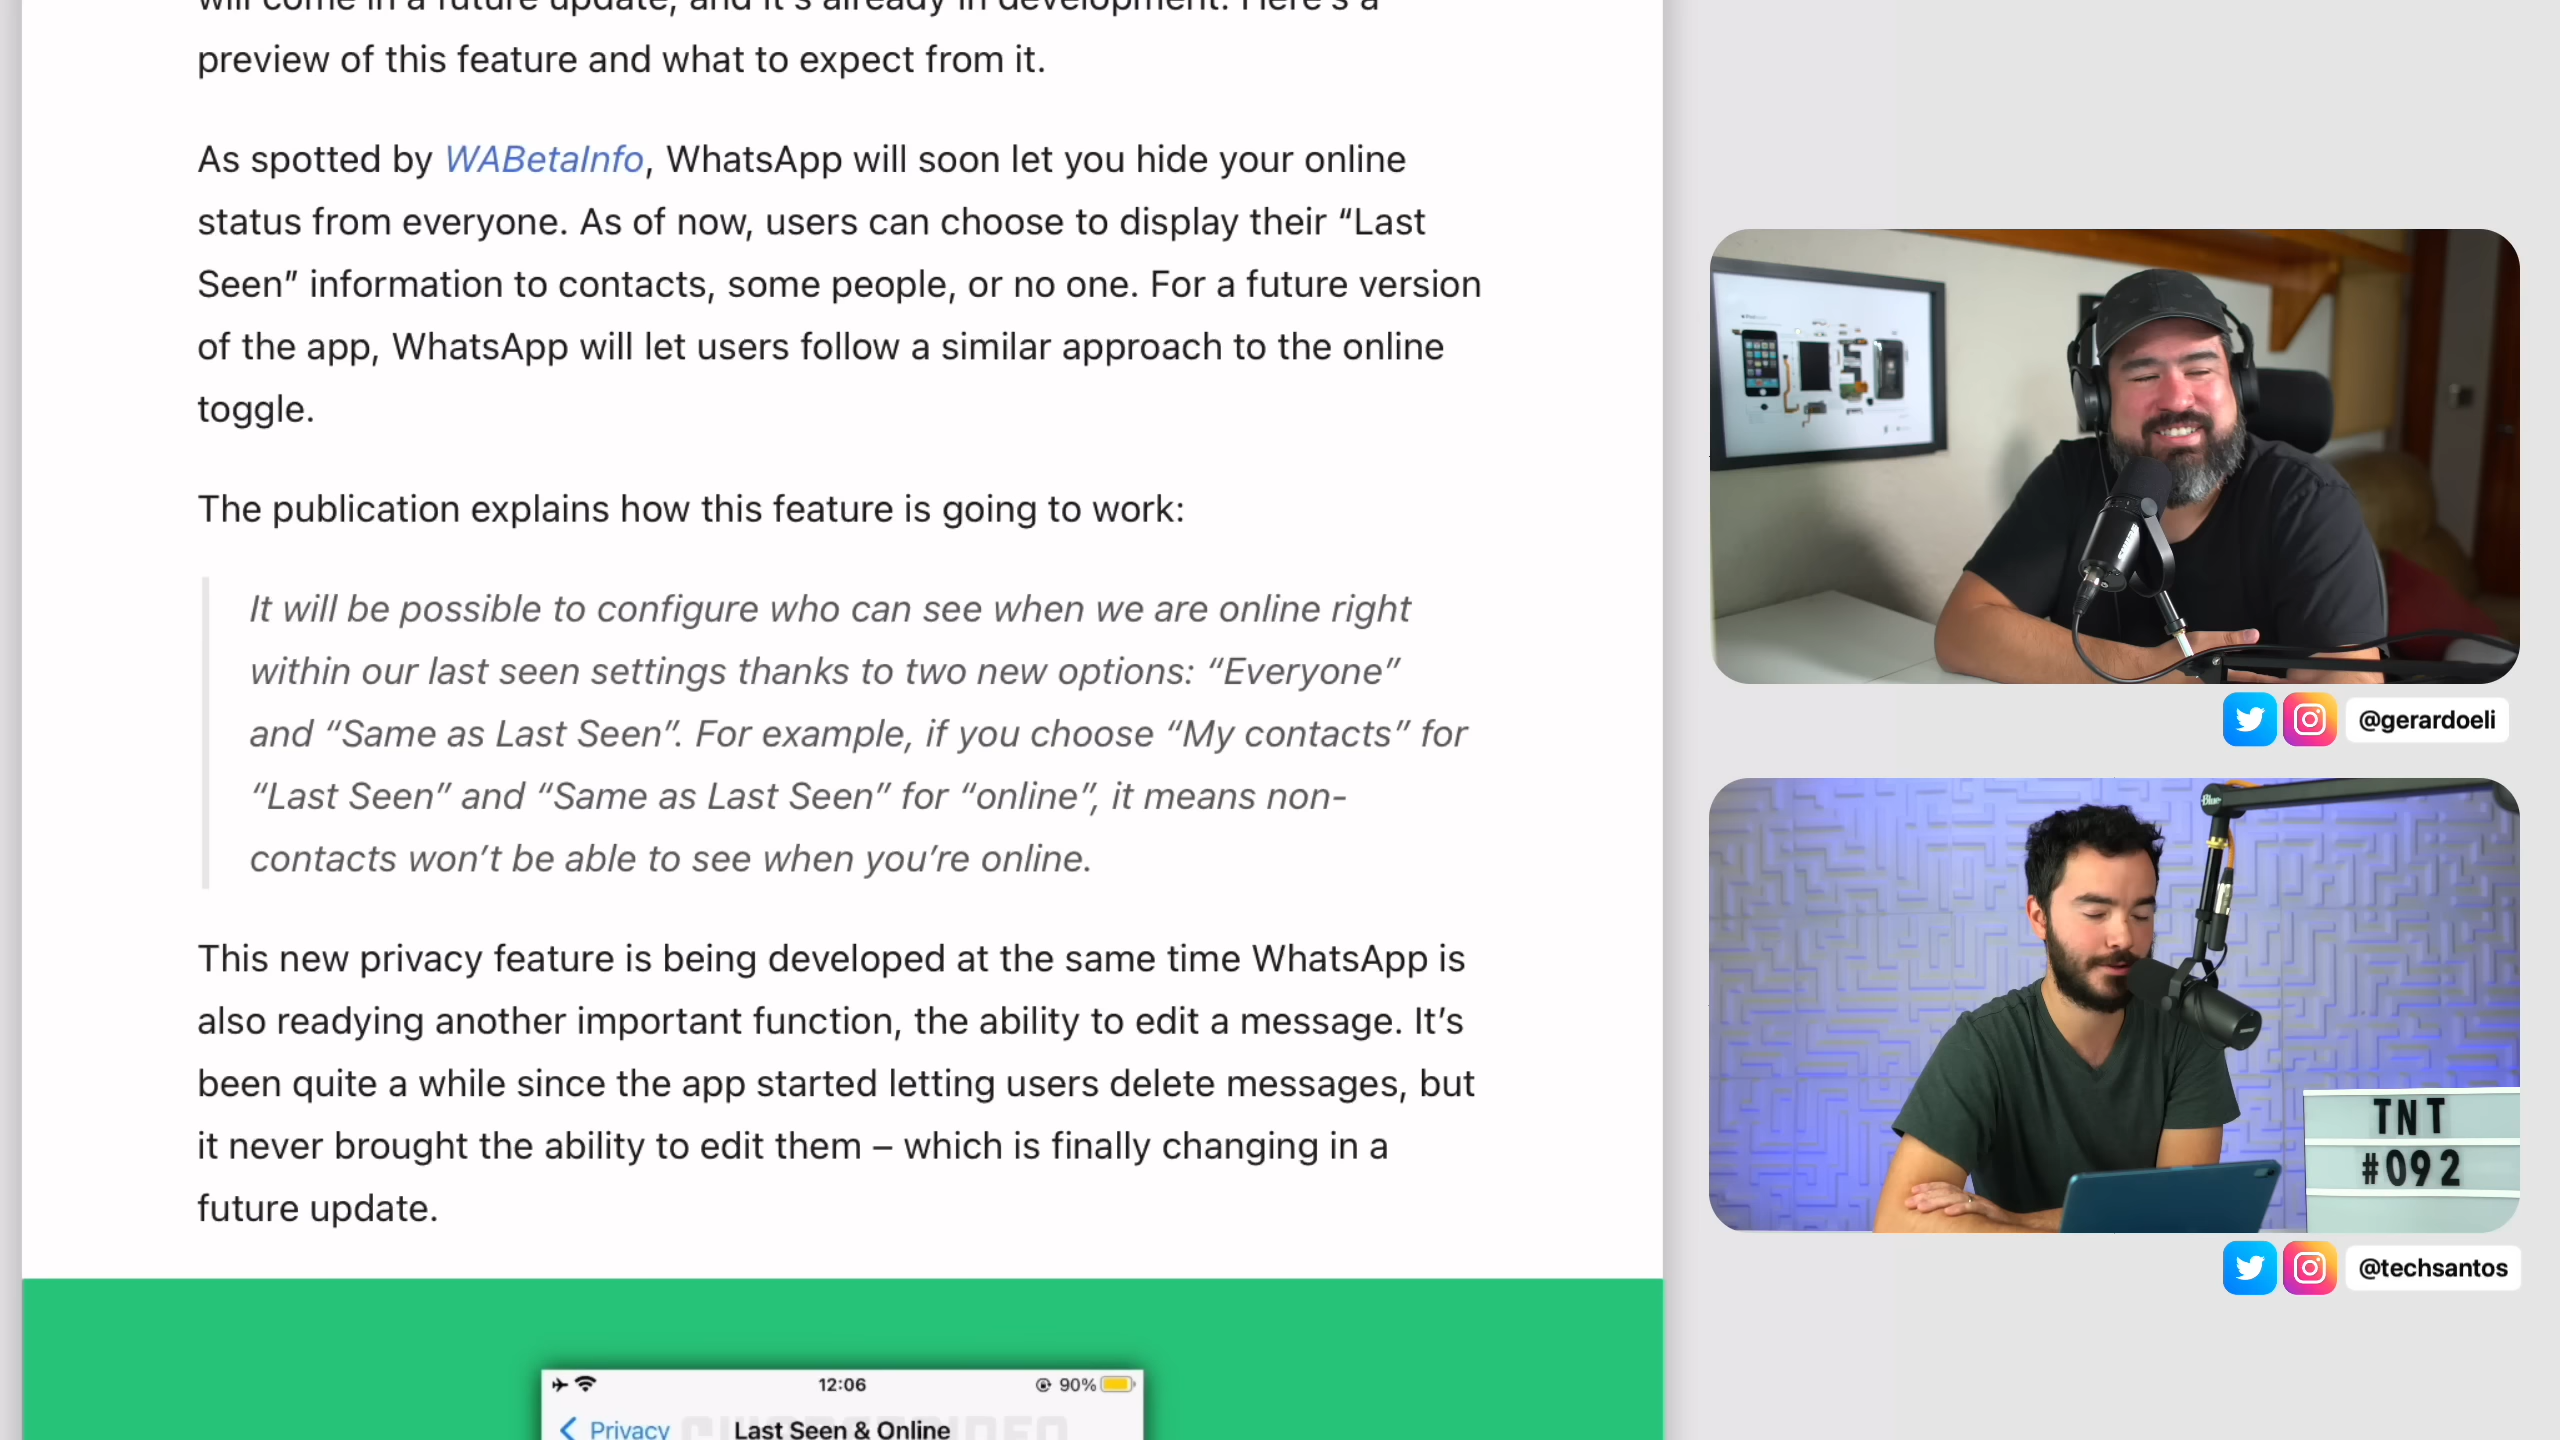 preview of this feature and what to expect from it.
As spotted by WABetaInfo, WhatsApp will soon let you hide your online
status from everyone. As of now, users can choose to display their “Last
Seen” information to contacts, some people, or no one. For a future version
of the app, WhatsApp will let users follow a similar approach to the online
toggle.
The publication explains how this feature is going to work:
It will be possible to configure who can see when we are online right
within our last seen settings thanks to two new options: “Everyone”
and “Same as Last Seen”. For example, if you choose “My contacts” for
“Last Seen” and “Same as Last Seen” for “online”, it means non-
contacts won’t be able to see when you’re online.
This new privacy feature is being developed at the same time WhatsApp is
also readying another important function, the ability to edit a message. It’s
been quite a while since the app started letting users delete messages, but
it never brought the ability to edit them – which is finally changing in a
future update.
12:06
90%
Privacy
Last Seen & Online
@gerardoeli
Blue
TNT
#092
@techsantos